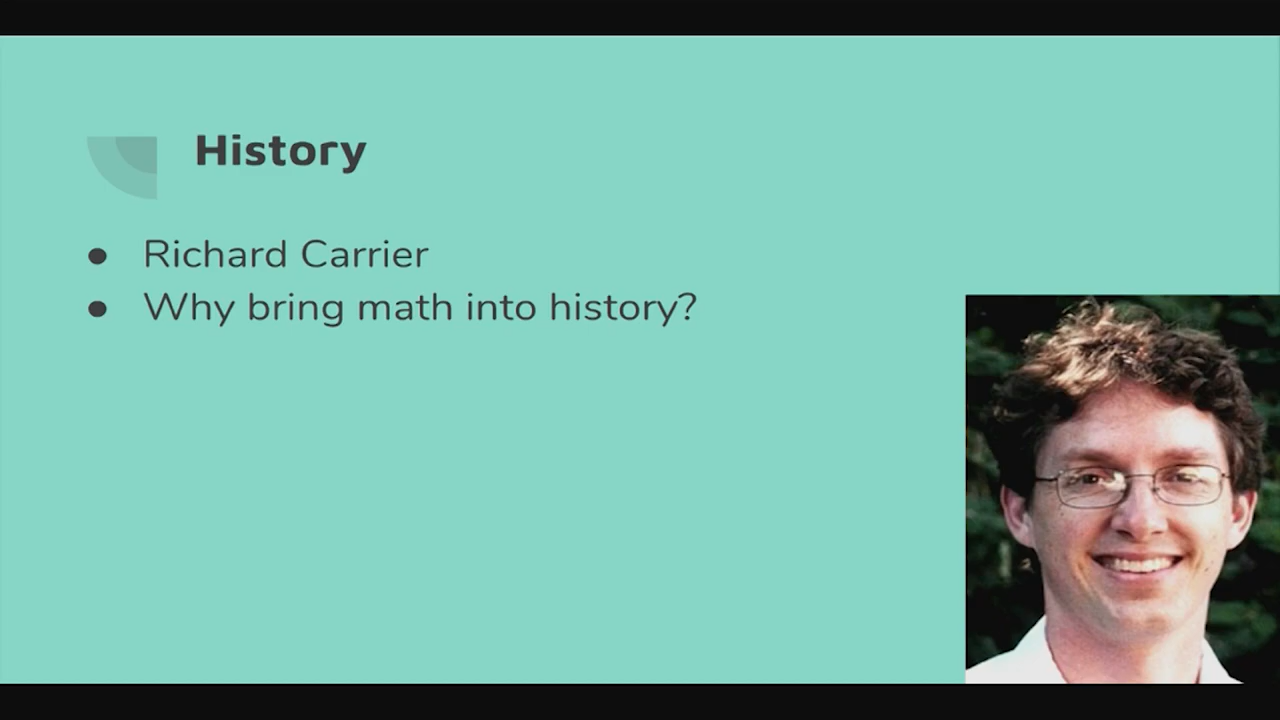 History
● Richard Carrier
● Why bring math into history?